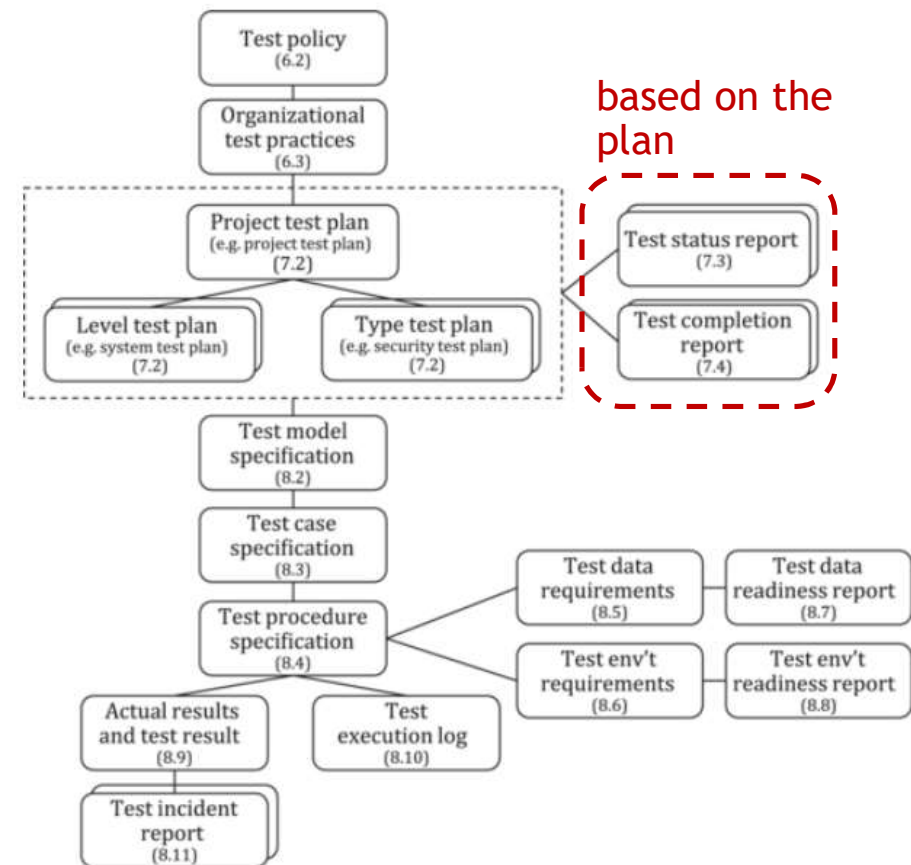 Test policy
(6.2)
Organizational
test practices
(6.3)
based on the
plan
Project test plan
(e.g. project test plan)
(7.2)
Level test plan
(e.g. system test plan)
(7.2)
Type test plan
(e.g. security test plan)
(7.2)
Test status report
(7.3)
Test completion
report
(7.4)
Test model
specification
(8.2)
Test case
specification
(8.3)
Test procedure
specification
(8.4)
Test data
requirements
(8.5)
Test data
readiness report
(8.7)
Test env't
requirements
(8.6)
Test env't
readiness report
(8.8)
Actual results
and test result
(8.9)
Test
execution log
(8.10)
Test incident
report
(8.11)